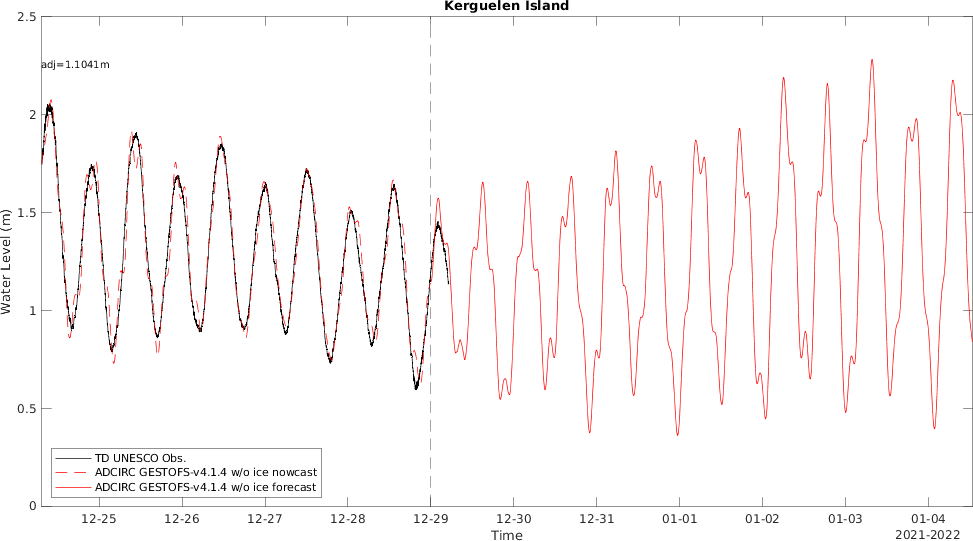 Kerguelen Island
adj=1.1041m
Water Level (m)
2.5
2
1.5
1
0.5
0
TD UNESCO Obs.
ADCIRC GESTOFS-v4.1.4 w/o ice nowcast
ADCIRC GESTOFS-v4.1.4 w/o ice forecast
12-25 12-26 12-27 12-28 12-29 12-30 12-31 01-01 01-02 01-03 01-04
2021-2022
Time